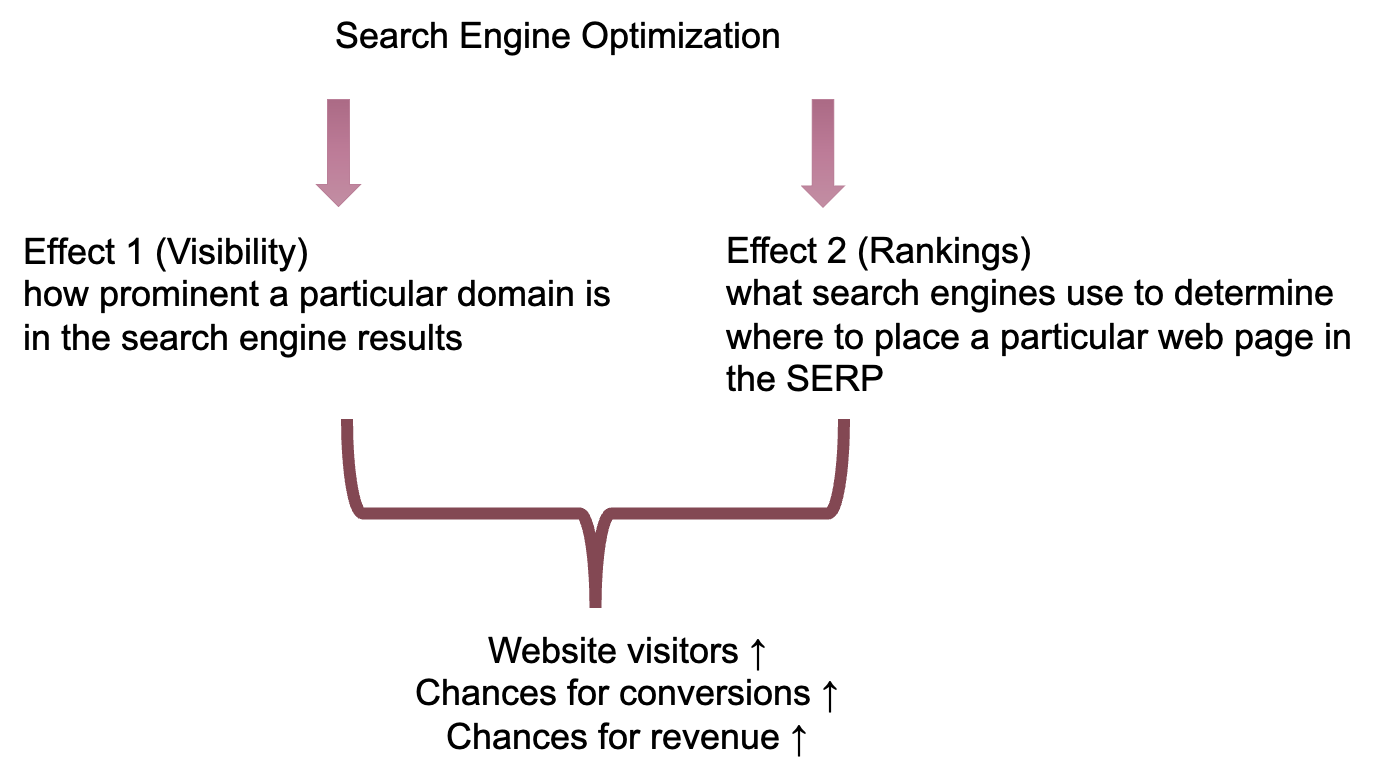 Search Engine Optimization
Effect 1 (Visibility)
how prominent a particular domain is
in the search engine results
Effect 2 (Rankings)
what search engines use to determine
where to place a particular web page in
the SERP
Website visitors ↑
Chances for conversions ↑
Chances for revenue ↑